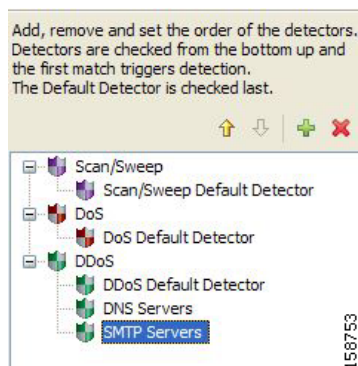 Add, remove and set the order of the detectors.
Detectors are checked from the bottom up and
the first match triggers detection.
The Default Detector is checked last.
Scan/Sweep
Scan/Sweep Default Detector
DoS
DoS Default Detector
DDoS
DDoS Default Detector
DNS Servers
SMTP Servers
158753